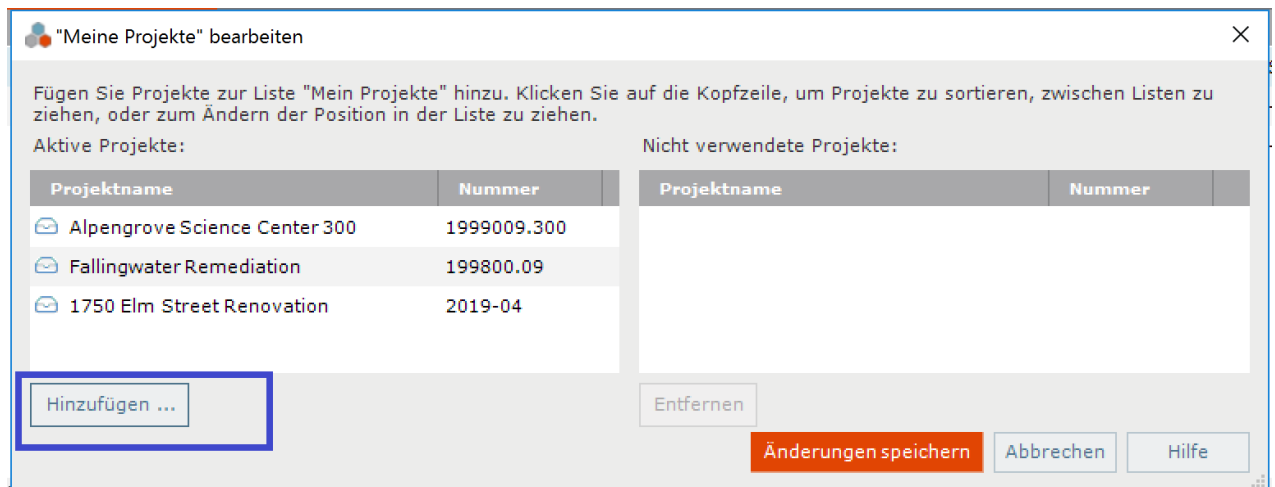 "Meine Projekte" bearbeiten
Fügen Sie Projekte zur Liste "Mein Projekte" hinzu. Klicken Sie auf die Kopfzeile, um Projekte zu sortieren, zwischen Listen zu
ziehen, oder zum Ändern der Position in der Liste zu ziehen.
Aktive Projekte:
Projektname Nummer
Alpengrove Science Center 300 1999009.300
Fallingwater Remediation 199800.09
1750 Elm Street Renovation 2019-04
Hinzufügen ...
Nicht verwendete Projekte:
Projektname Nummer
Entfernen
Änderungen speichern Abbrechen Hilfe